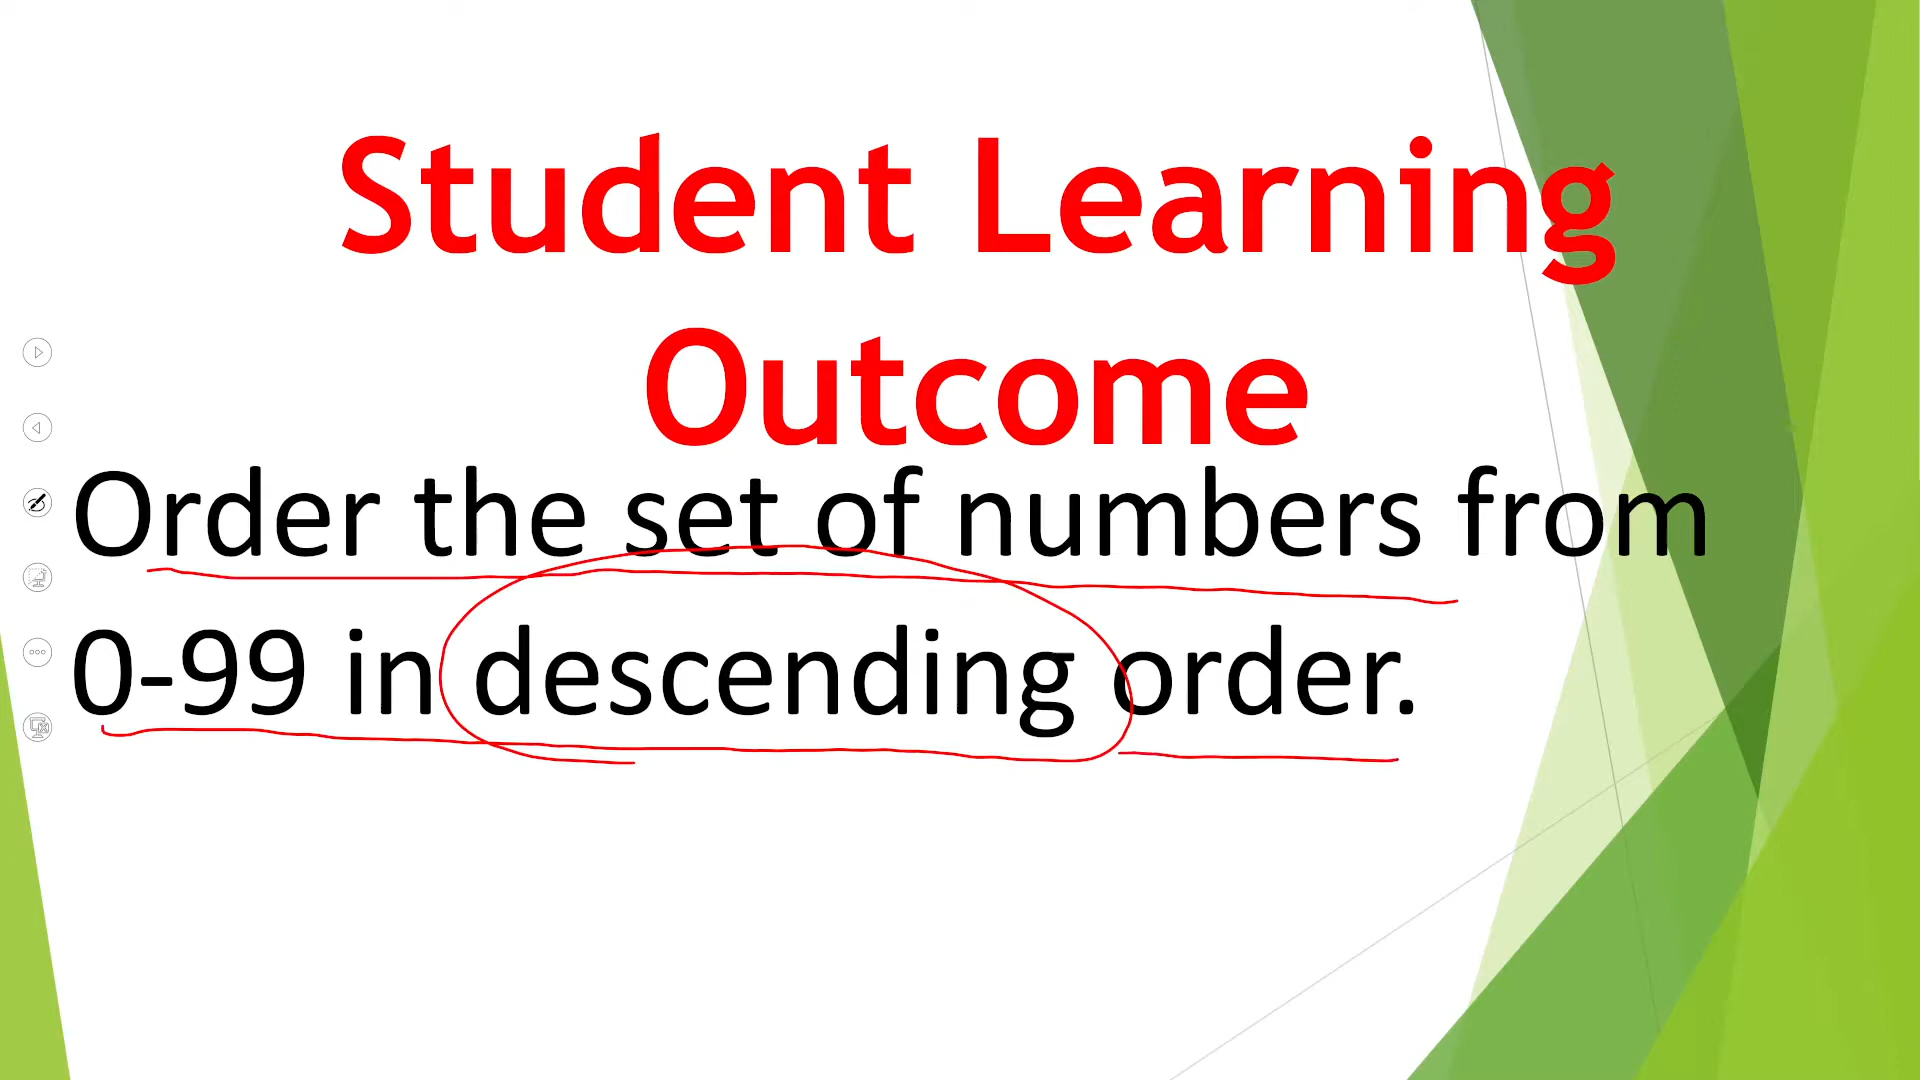 Student Learning
Outcome
Order the set of numbers from
0-99 in descending order.